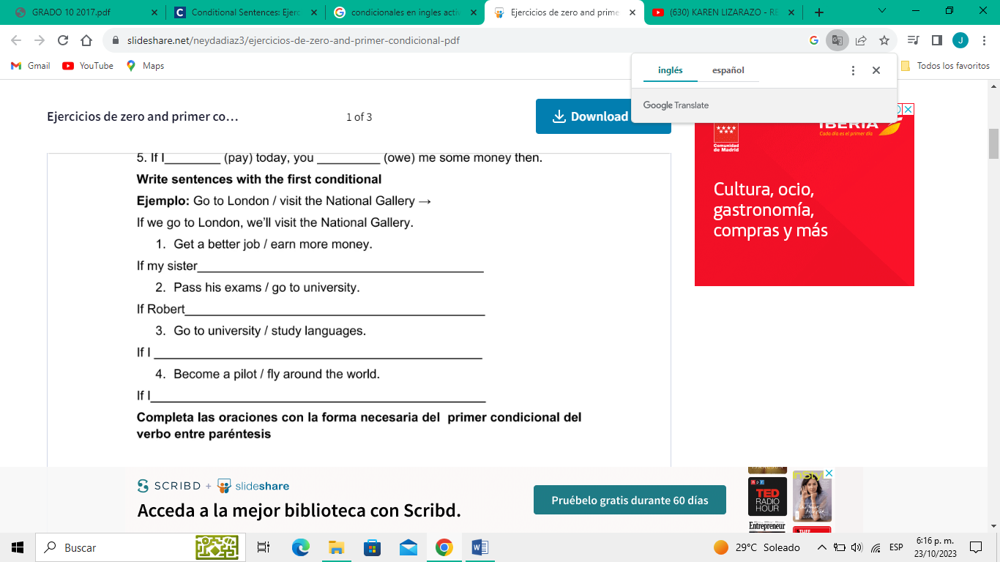 GRADO 10 2017.pdf
Conditional Sentences: Ejerc
condicionales en ingles acti
Ejercicios de zero and prime
(630) KAREN LIZARAZO - RE
slideshare.net/neydadiaz3/ejercicios-de-zero-and-primer-condicional-pdf
J
Gmail
YouTube
Maps
Todos los favoritos
inglés
español
Google Translate
Ejercicios de zero and primer co...
1 of 3
Download
5. If I________ (pay) today, you _________ (owe) me some money then.
Write sentences with the first conditional
Ejemplo: Go to London / visit the National Gallery →
If we go to London, we'll visit the National Gallery.
1. Get a better job / earn more money.
If my sister_________________________________________
2. Pass his exams / go to university.
If Robert___________________________________________
3. Go to university / study languages.
If I _______________________________________________
4. Become a pilot / fly around the world.
If I________________________________________________
Completa las oraciones con la forma necesaria del primer condicional del
verbo entre paréntesis
Comunidad
de Madrid
IBERIA
Cada día es el primer día
Cultura, ocio,
gastronomía,
compras y más
SCRIBD + slideshare
Acceda a la mejor biblioteca con Scribd.
Pruébelo gratis durante 60 días
TED
RADIO
HOUR
InStyle
Entrepreneur
Buscar
29°C Soleado
ESP
6:16 p. m.
23/10/2023